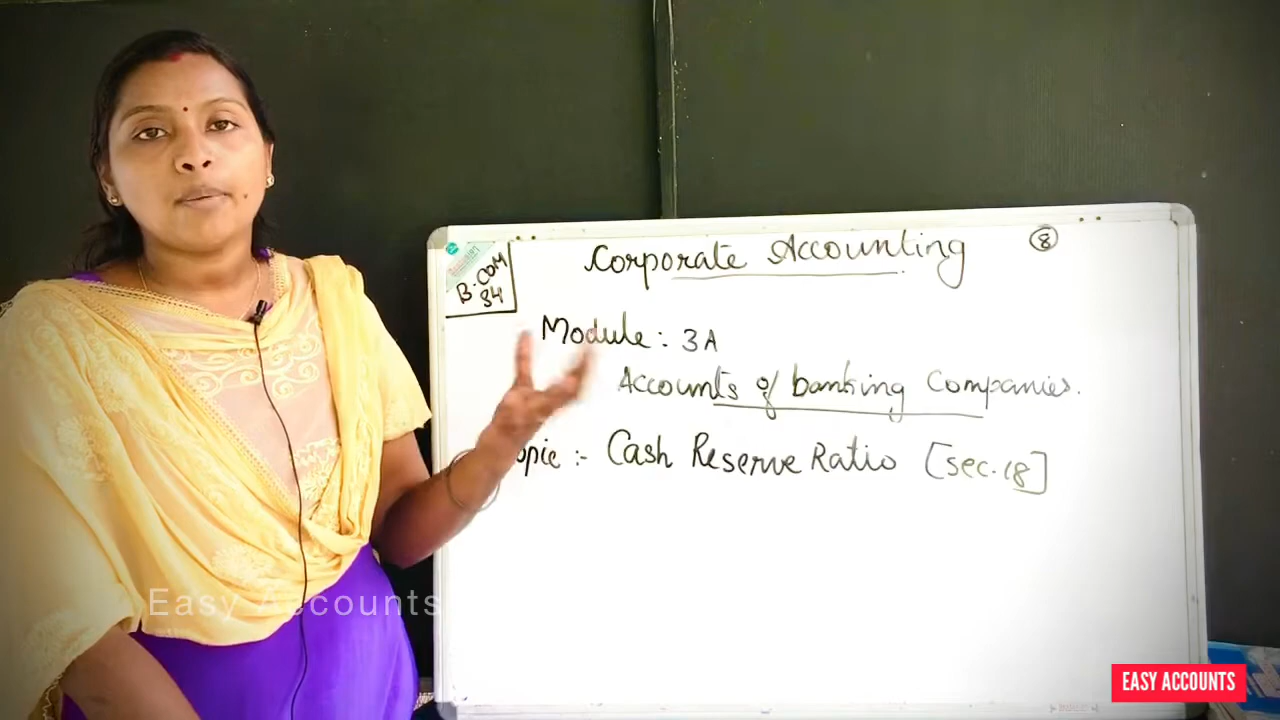 Corporate Accounting
8
B.COM
S4
Module : 3A
Accounts of banking Companies.
opic :- Cash Reserve Ratio [Sec. 18]
Easy Accounts
EASY ACCOUNTS